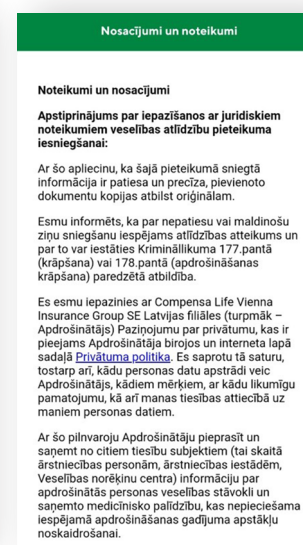 Nosacījumi un noteikumi
Noteikumi un nosacījumi
Apstiprinājums par iepazīšanos ar juridiskiem
noteikumiem veselības atlīdzību pieteikuma
iesniegšanai:
Ar šo apliecinu, ka šajā pieteikumā sniegtā
informācija ir patiesa un precīza, pievienoto
dokumentu kopijas atbilst oriģinālam.
Esmu informēts, ka par nepatiesu vai maldinošu
ziņu sniegšanu iespējams atlīdzības atteikums un
par to var iestāties Krimināllikuma 177.pantā
(krāpšana) vai 178.pantā (apdrošināšanas
krāpšana) paredzētā atbildība.
Es esmu iepazinies ar Compensa Life Vienna
Insurance Group SE Latvijas filiāles (turpmāk –
Apdrošinātājs) Paziņojumu par privātumu, kas ir
pieejams Apdrošinātāja birojos un interneta lapā
sadaļā Privātuma politika. Es saprotu tā saturu,
tostarp arī, kādu personas datu apstrādi veic
Apdrošinātājs, kādiem mērķiem, ar kādu likumīgu
pamatojumu, kā arī manas tiesības attiecībā uz
maniem personas datiem.
Ar šo pilnvaroju Apdrošinātāju pieprasīt un
saņemt no citiem tiesību subjektiem (tai skaitā
ārstniecības personām, ārstniecības iestādēm,
Veselības norēķinu centra) informāciju par
apdrošinātās personas veselības stāvokli un
saņemto medicīnisko palīdzību, kas nepieciešama
iespējamā apdrošināšanas gadījuma apstākļu
noskaidrošanai.